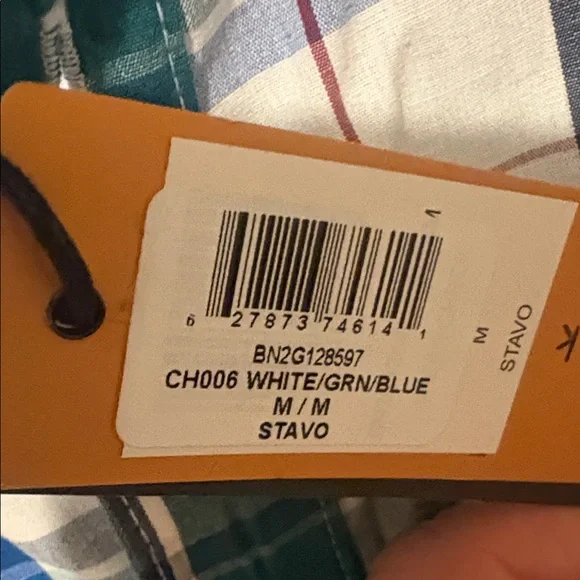 6 27873 74614 1
BN2G128597
CH006 WHITE/GRN/BLUE
M / M
STAVO
M
STAVO
K